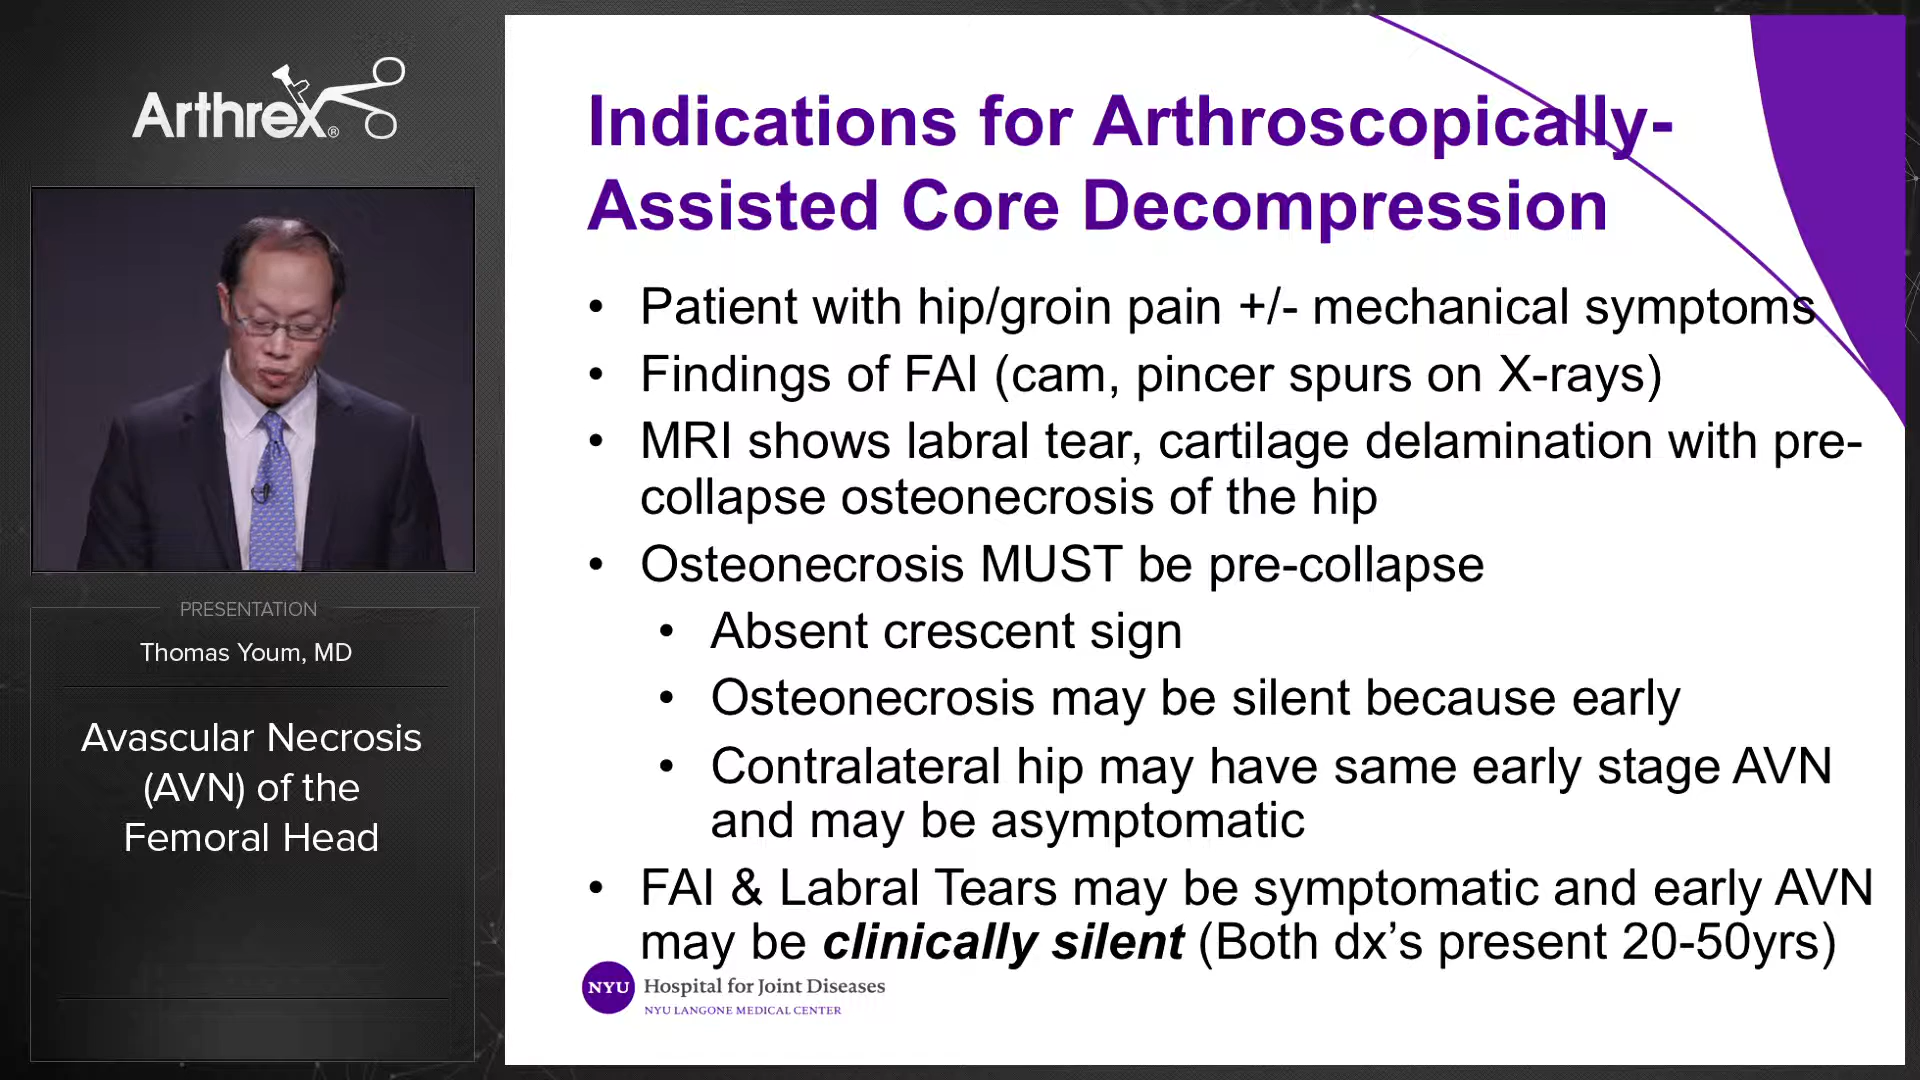 Arthrex®
PRESENTATION
Thomas Youm, MD
Avascular Necrosis
(AVN) of the
Femoral Head
Indications for Arthroscopically-
Assisted Core Decompression
• Patient with hip/groin pain +/- mechanical symptoms
• Findings of FAI (cam, pincer spurs on X-rays)
• MRI shows labral tear, cartilage delamination with pre-
collapse osteonecrosis of the hip
• Osteonecrosis MUST be pre-collapse
• Absent crescent sign
• Osteonecrosis may be silent because early
• Contralateral hip may have same early stage AVN
and may be asymptomatic
• FAI & Labral Tears may be symptomatic and early AVN
may be clinically silent (Both dx’s present 20-50yrs)
NYU Hospital for Joint Diseases
NYU LANGONE MEDICAL CENTER